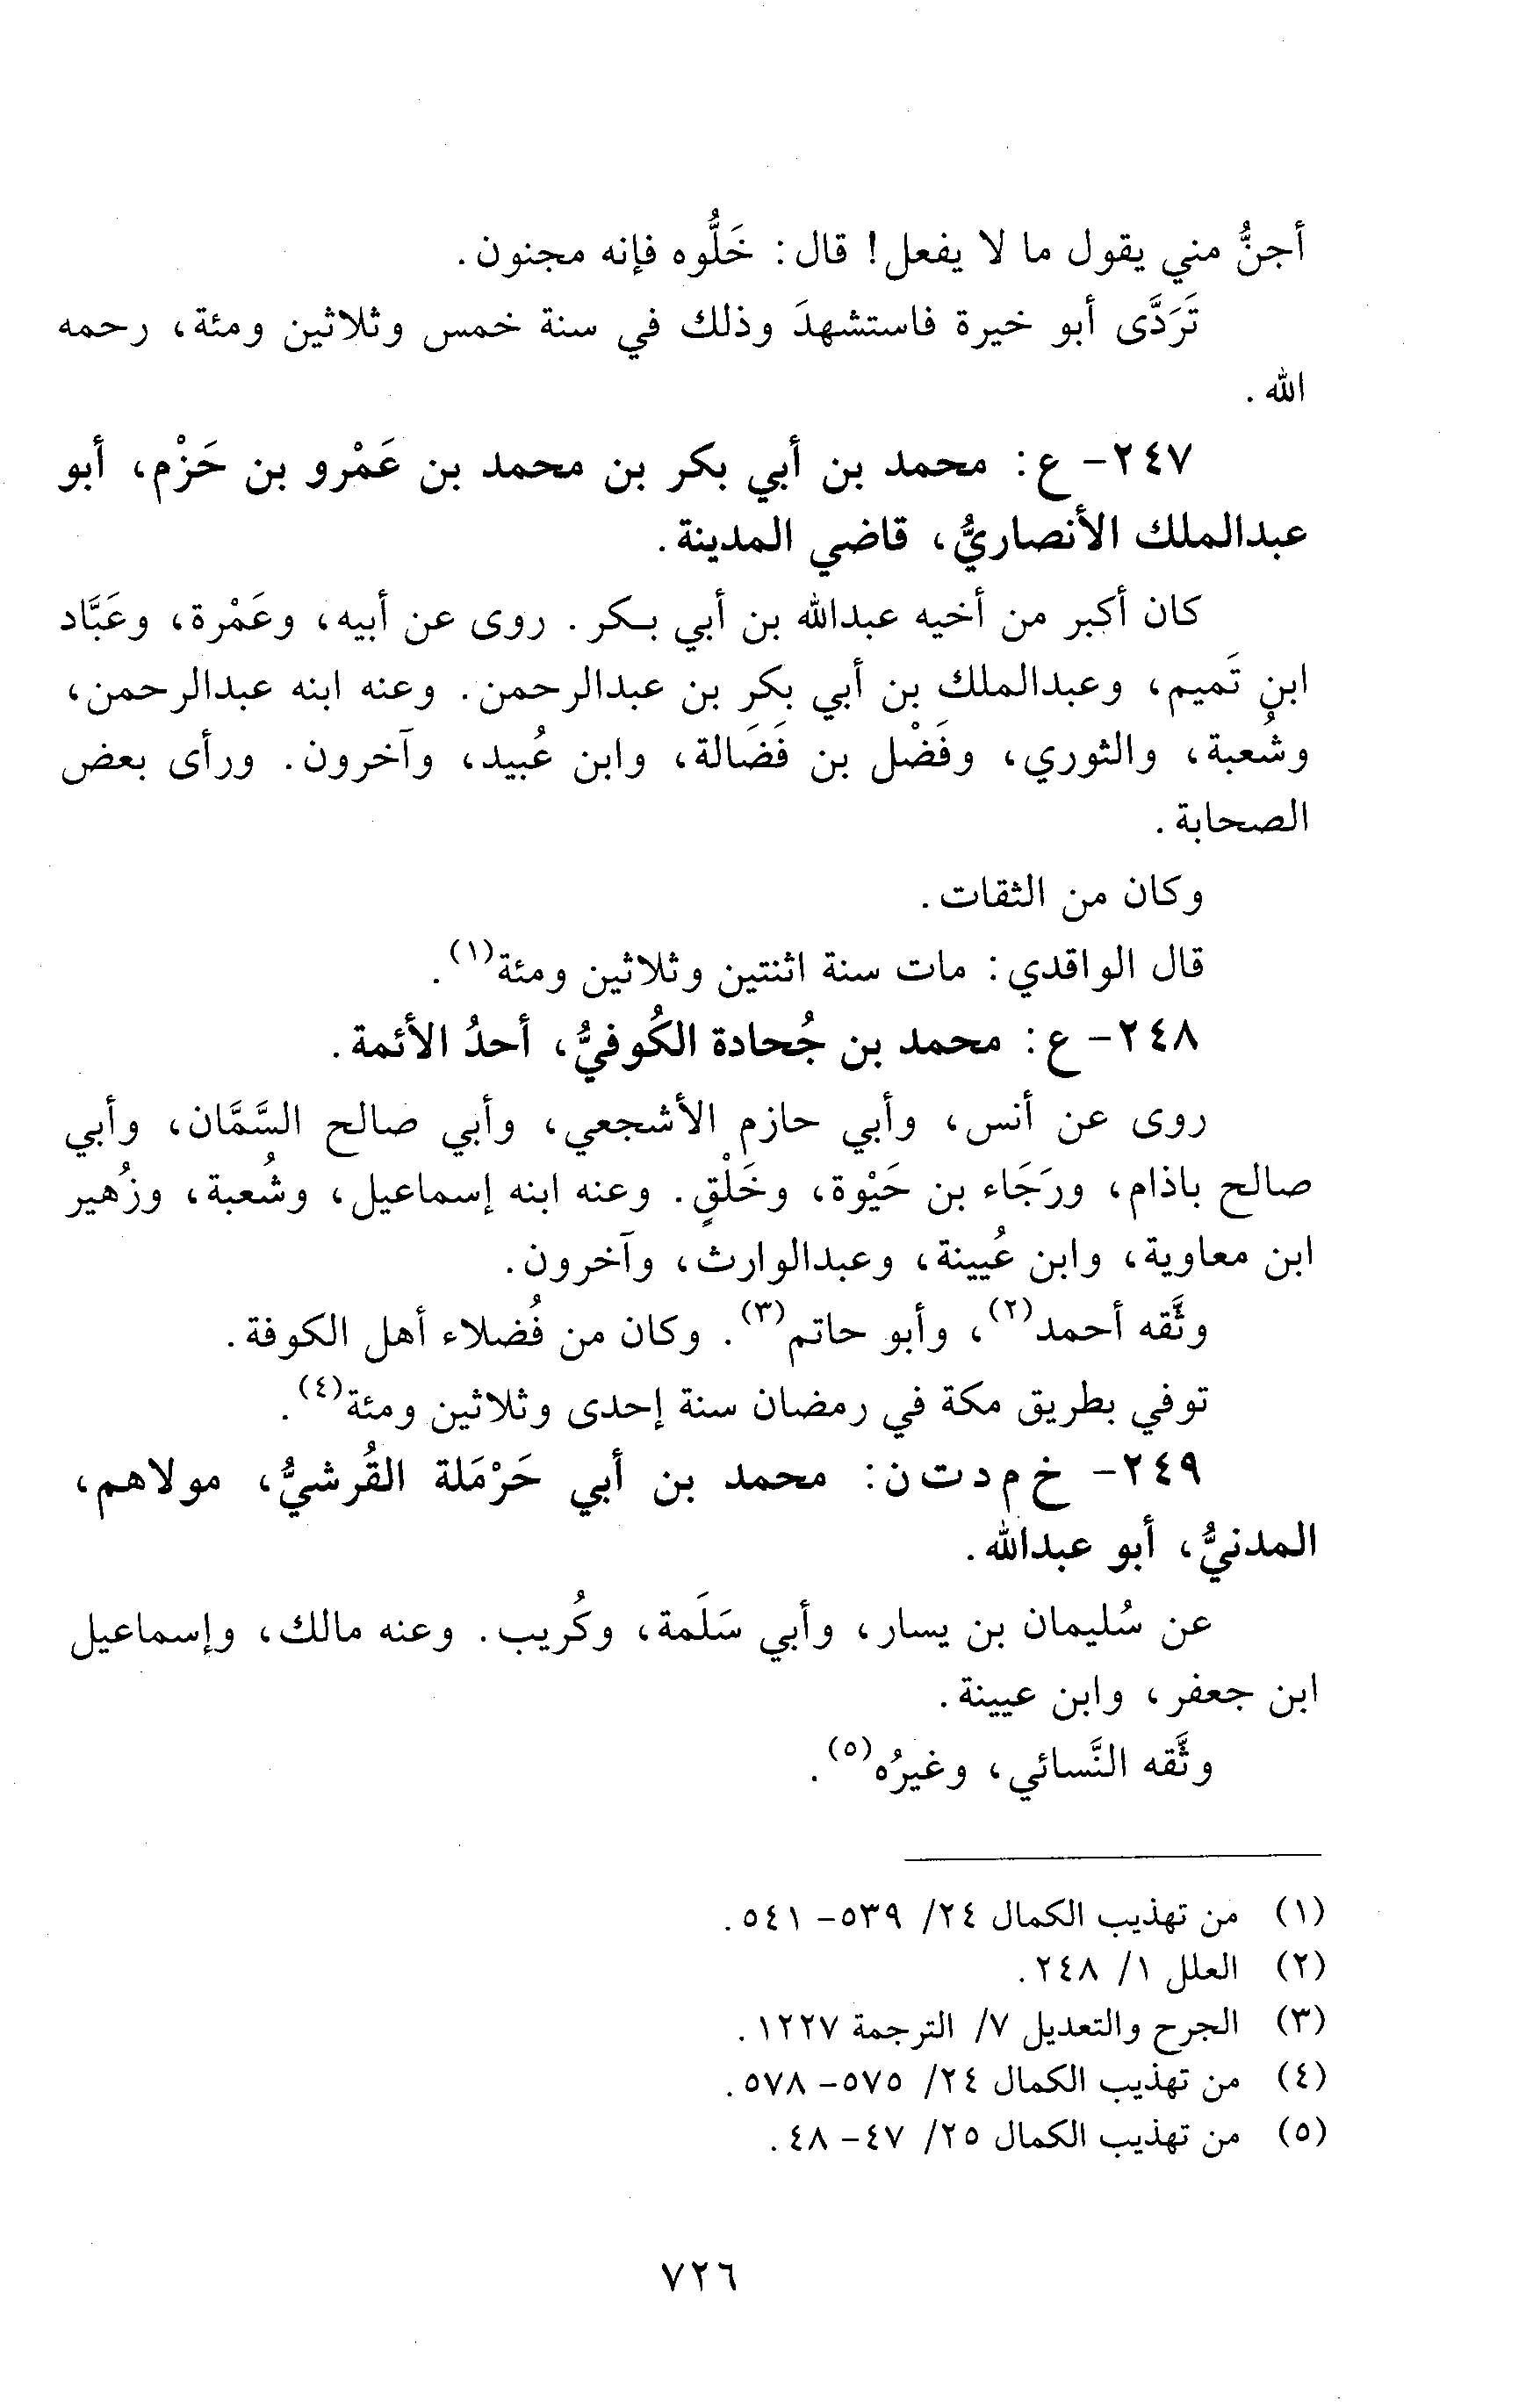 أجنُّ مني يقول ما لا يفعل! قال: خَلُّوه فإنه مجنون.
تَرَدَّى أبو خيرة فاستشهدَ وذلك في سنة خمس وثلاثين ومئة، رحمه
الله.
٢٤٧- ع: محمد بن أبي بكر بن محمد بن عَمْرو بن حَزْم، أبو
عبدالملك الأنصاريُّ، قاضي المدينة.
كان أكبر من أخيه عبدالله بن أبي بكر. روى عن أبيه، وعَمْرة، وعَبَّاد
ابن تَميم، وعبدالملك بن أبي بكر بن عبدالرحمن. وعنه ابنه عبدالرحمن،
وشُعبة، والثوري، وفَضْل بن فَضَالة، وابن عُبيد، وآخرون. ورأى بعض
الصحابة.
وكان من الثقات.
قال الواقدي: مات سنة اثنتين وثلاثين ومئة(١).
٢٤٨- ع: محمد بن جُحادة الكُوفيُّ، أحدُ الأئمة.
روى عن أنس، وأبي حازم الأشجعي، وأبي صالح السَّمَّان، وأبي
صالح باذام، ورَجَاء بن حَيْوة، وخَلْقٍ. وعنه ابنه إسماعيل، وشُعبة، وزُهير
ابن معاوية، وابن عُيينة، وعبدالوارث، وآخرون.
وثَّقه أحمد(٢)، وأبو حاتم(٣). وكان من فُضلاء أهل الكوفة.
توفي بطريق مكة في رمضان سنة إحدى وثلاثين ومئة(٤).
٢٤٩- خ م د ت ن: محمد بن أبي حَرْمَلة القُرشيُّ، مولاهم،
المدنيُّ، أبو عبدالله.
عن سُليمان بن يسار، وأبي سَلَمة، وكُريب. وعنه مالك، وإسماعيل
ابن جعفر، وابن عيينة.
وثَّقه النَّسائي، وغيرُه(٥).
(١) من تهذيب الكمال ٢٤/ ٥٣٩- ٥٤١.
(٢) العلل ١/ ٢٤٨.
(٣) الجرح والتعديل ٧/ الترجمة ١٢٢٧.
(٤) من تهذيب الكمال ٢٤/ ٥٧٥- ٥٧٨.
(٥) من تهذيب الكمال ٢٥/ ٤٧- ٤٨.
٧٢٦